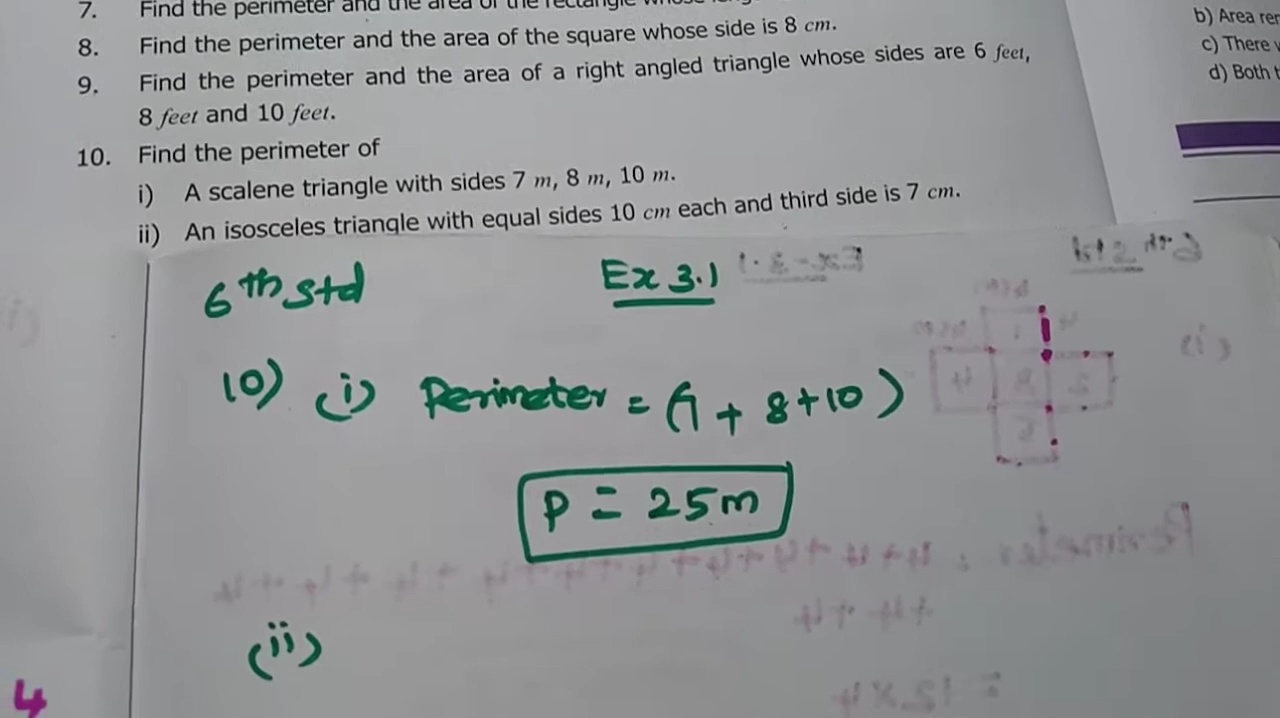 7. Find the perimeter and the area of the rectangle whose
8. Find the perimeter and the area of the square whose side is 8 cm.
9. Find the perimeter and the area of a right angled triangle whose sides are 6 feet,
8 feet and 10 feet.
10. Find the perimeter of
i) A scalene triangle with sides 7 m, 8 m, 10 m.
ii) An isosceles triangle with equal sides 10 cm each and third side is 7 cm.
b) Area
c) There
d) Both
6th std Ex 3.1
10) (i) Perimeter = (7 + 8+10)
P = 25m
(ii)
4